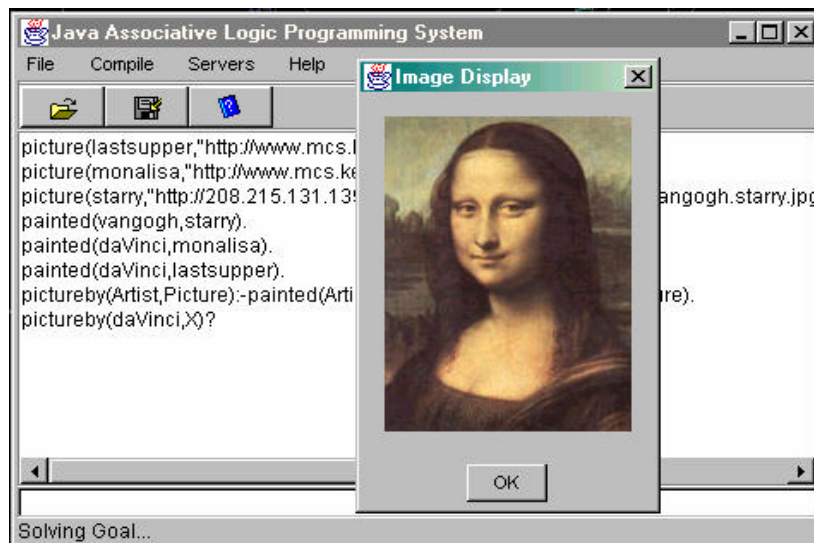 Java Associative Logic Programming System
File Compile Servers Help
Image Display
picture(lastsupper,"http://www.mcs.
picture(monalisa,"http://www.mcs.ke
picture(starry,"http://208.215.131.13 angogh.starry.jpg
painted(vangogh,starry).
painted(daVinci,monalisa).
painted(daVinci,lastsupper).
pictureby(Artist,Picture):-painted(Arti ure).
pictureby(daVinci,X)?
OK
Solving Goal...